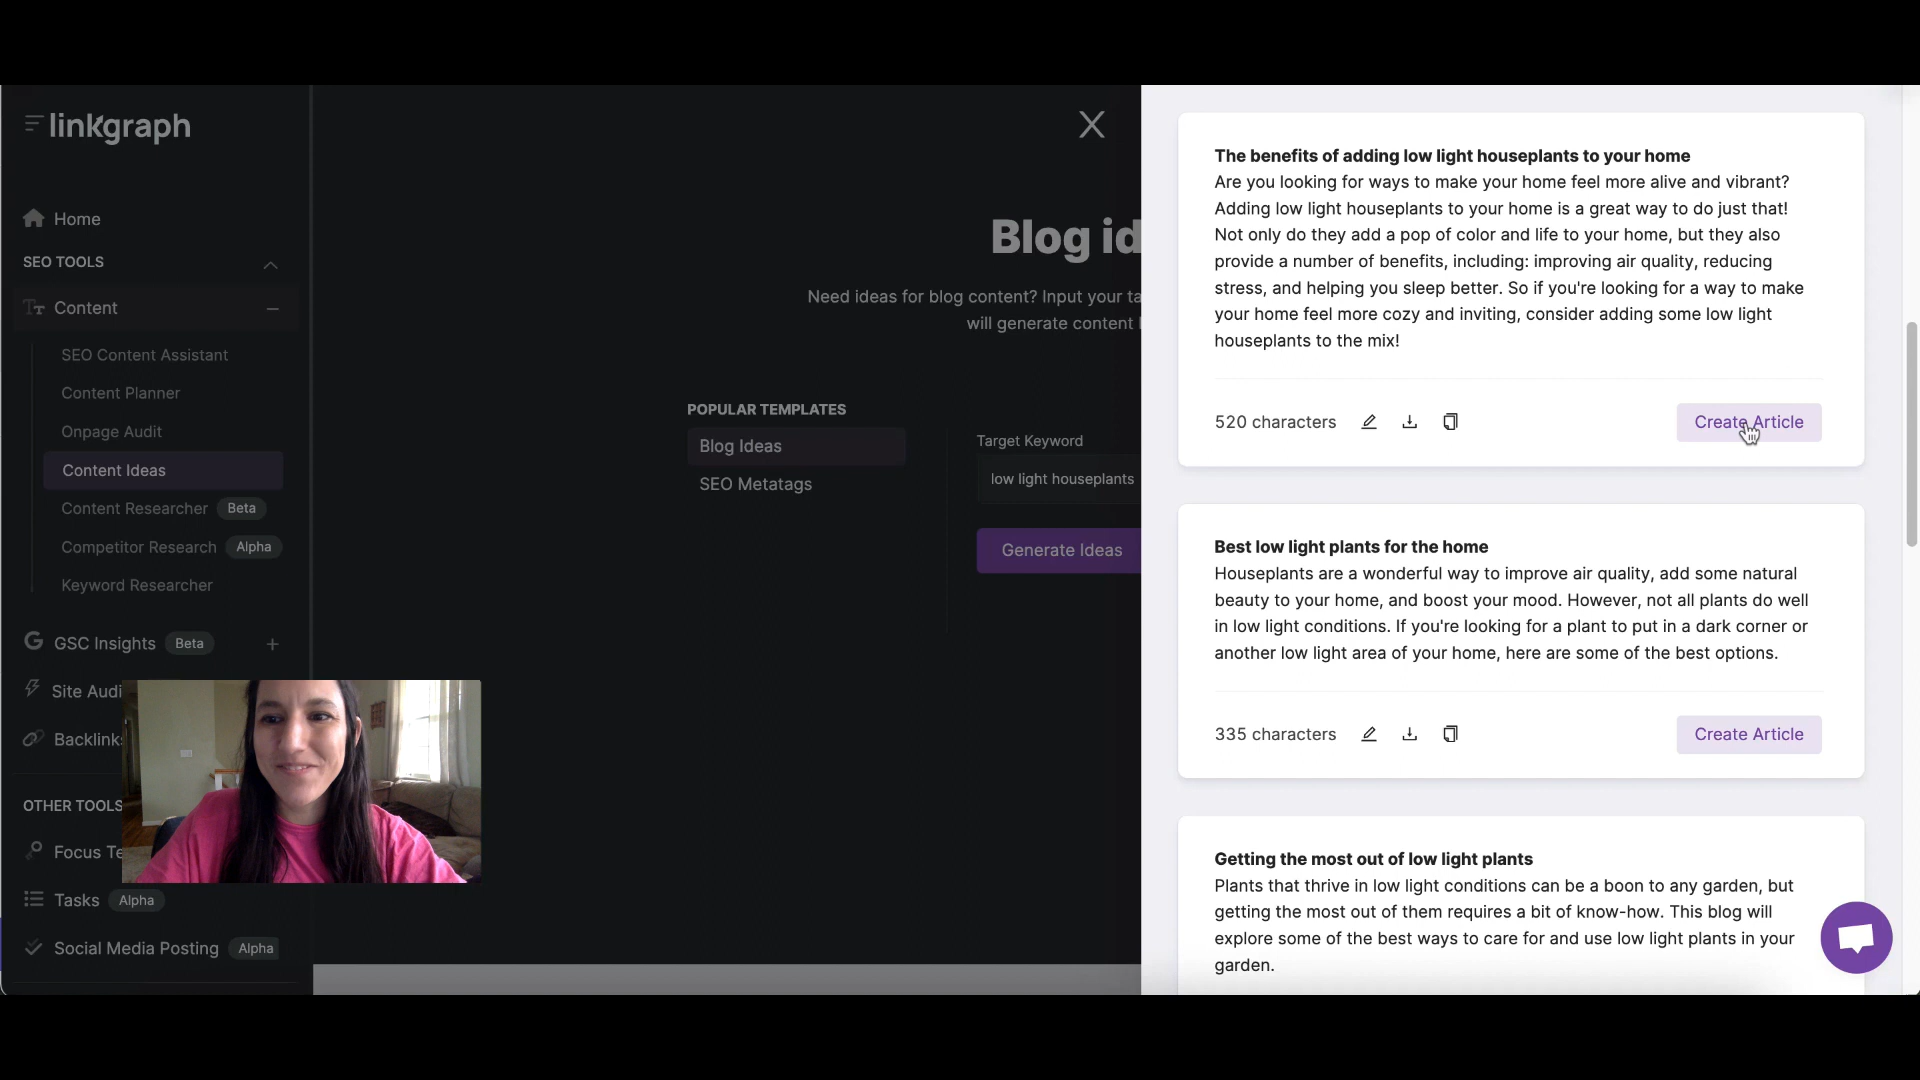 linkgraph
Home
SEO TOOLS
Content
SEO Content Assistant
Content Planner
Onpage Audit
Content Ideas
Content Researcher Beta
Competitor Research Alpha
Keyword Researcher
GSC Insights Beta
Site Audi
Backlinks
OTHER TOOLS
Focus Te
Tasks Alpha
Social Media Posting Alpha
X
Blog id
Need ideas for blog content? Input your ta
will generate content
POPULAR TEMPLATES
Blog Ideas
SEO Metatags
Target Keyword
low light houseplants
Generate Ideas
The benefits of adding low light houseplants to your home
Are you looking for ways to make your home feel more alive and vibrant?
Adding low light houseplants to your home is a great way to do just that!
Not only do they add a pop of color and life to your home, but they also
provide a number of benefits, including: improving air quality, reducing
stress, and helping you sleep better. So if you're looking for a way to make
your home feel more cozy and inviting, consider adding some low light
houseplants to the mix!
520 characters
Create Article
Best low light plants for the home
Houseplants are a wonderful way to improve air quality, add some natural
beauty to your home, and boost your mood. However, not all plants do well
in low light conditions. If you're looking for a plant to put in a dark corner or
another low light area of your home, here are some of the best options.
335 characters
Create Article
Getting the most out of low light plants
Plants that thrive in low light conditions can be a boon to any garden, but
getting the most out of them requires a bit of know-how. This blog will
explore some of the best ways to care for and use low light plants in your
garden.